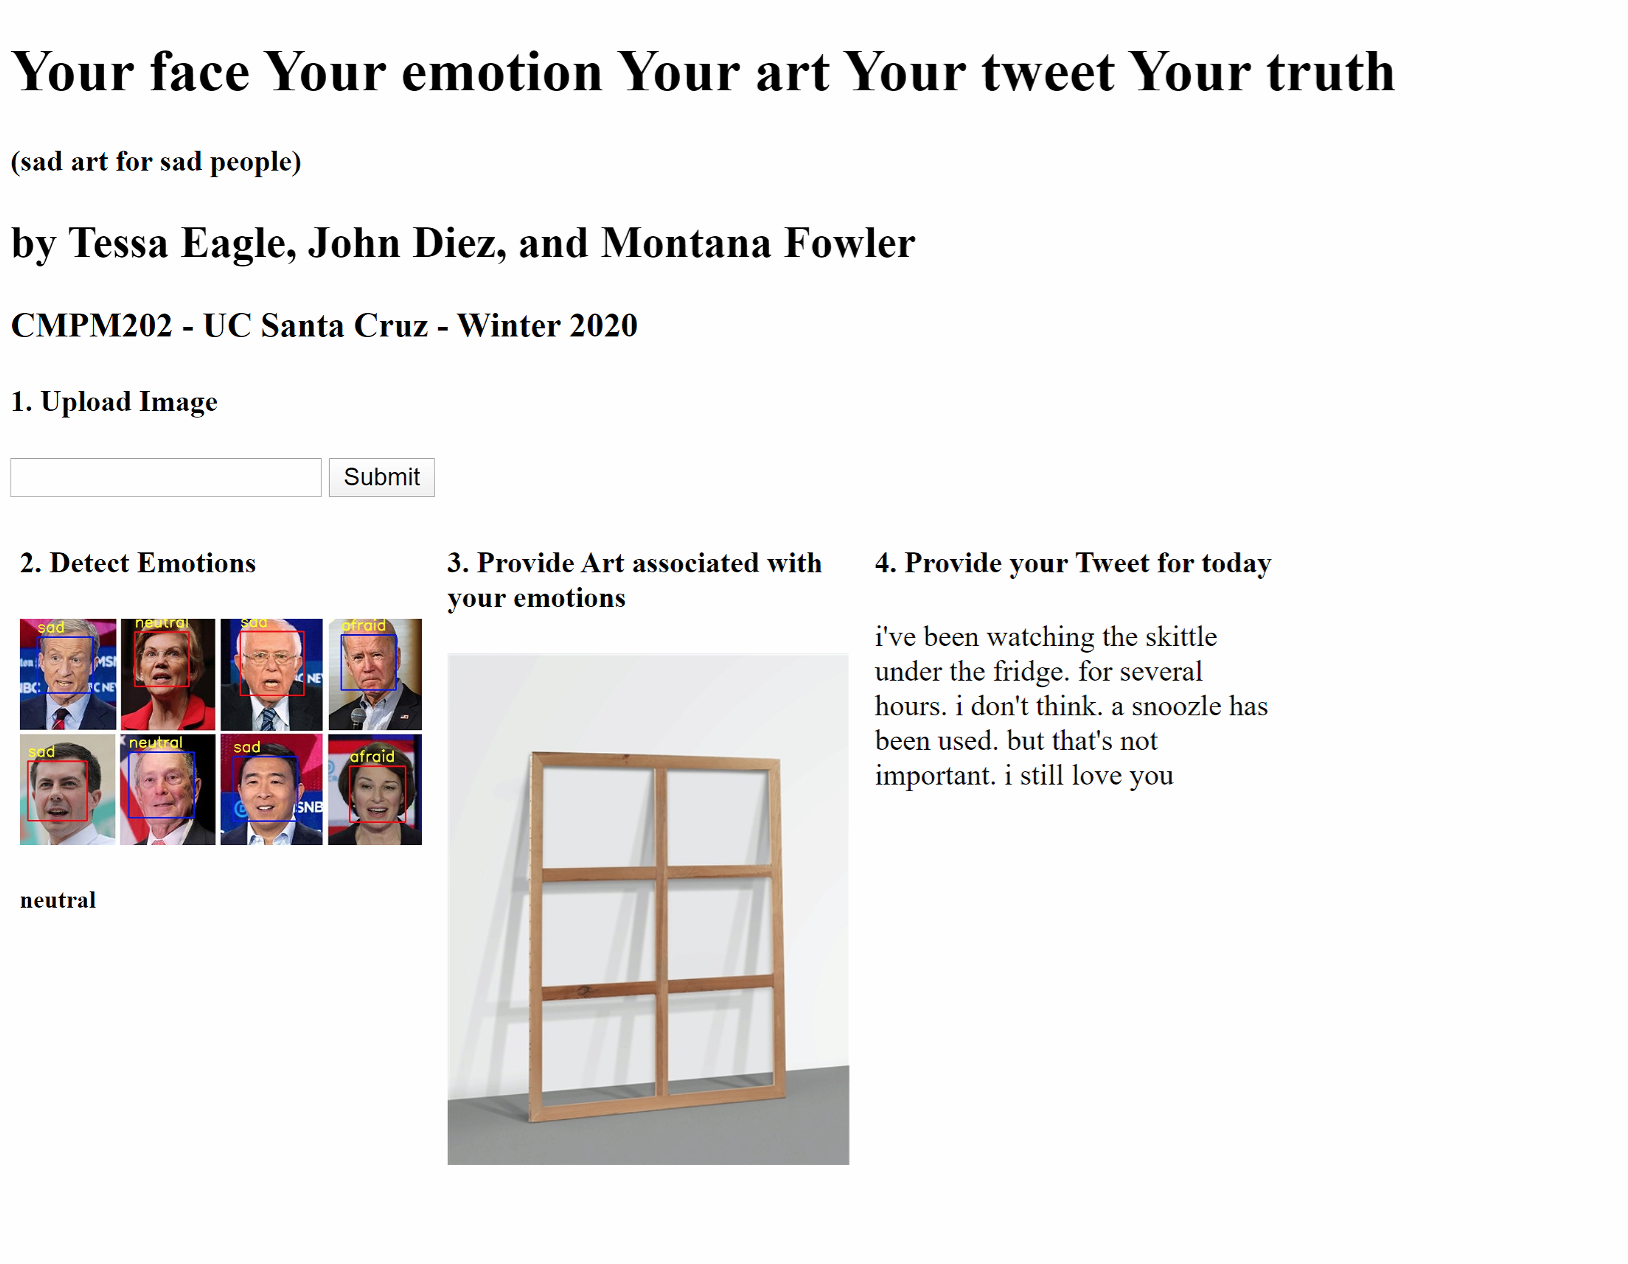 Your face Your emotion Your art Your tweet Your truth
(sad art for sad people)
by Tessa Eagle, John Diez, and Montana Fowler
CMPM202 - UC Santa Cruz - Winter 2020
1. Upload Image
Submit
2. Detect Emotions
sad neutral sad afraid
sad neutral sad afraid
neutral
3. Provide Art associated with
your emotions
4. Provide your Tweet for today
i've been watching the skittle
under the fridge. for several
hours. i don't think. a snoozle has
been used. but that's not
important. i still love you